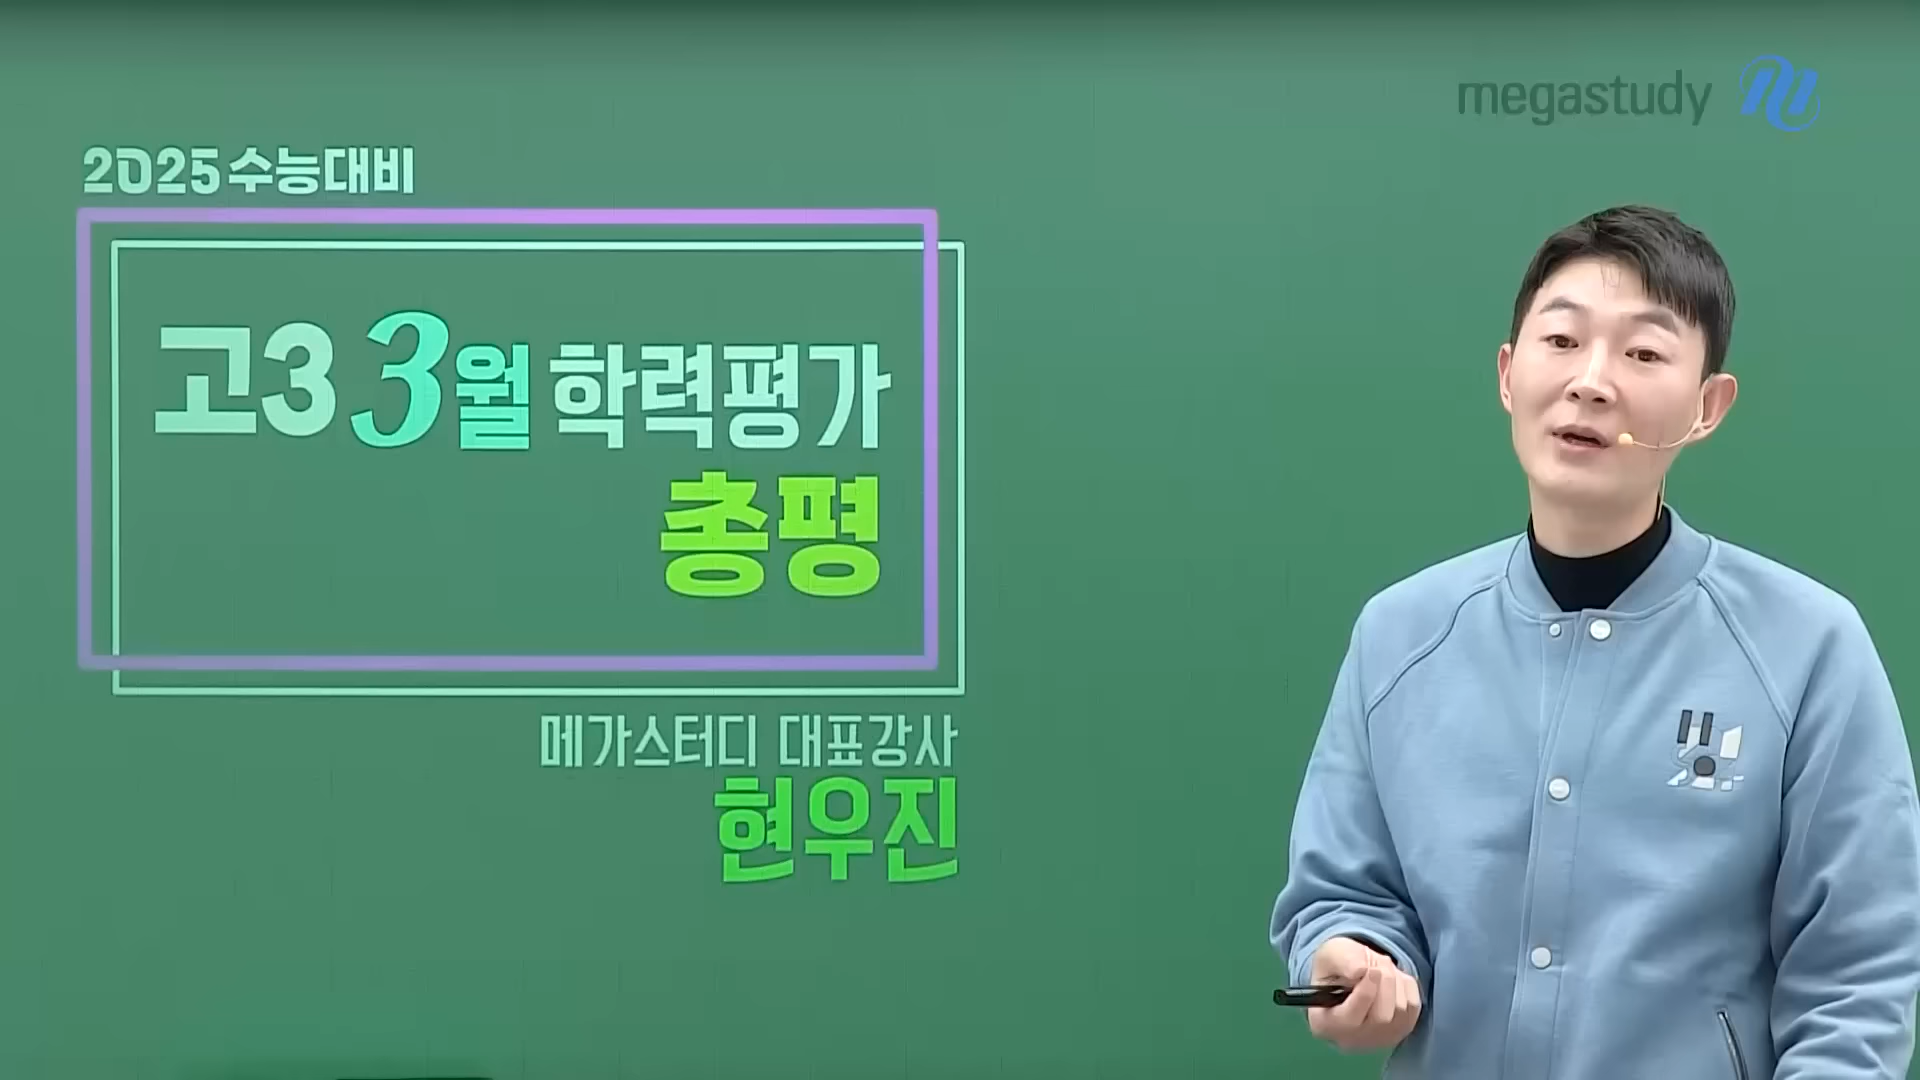 megastudy
2025 수능대비
고3 3월 학력평가
총평
메가스터디 대표강사
현우진